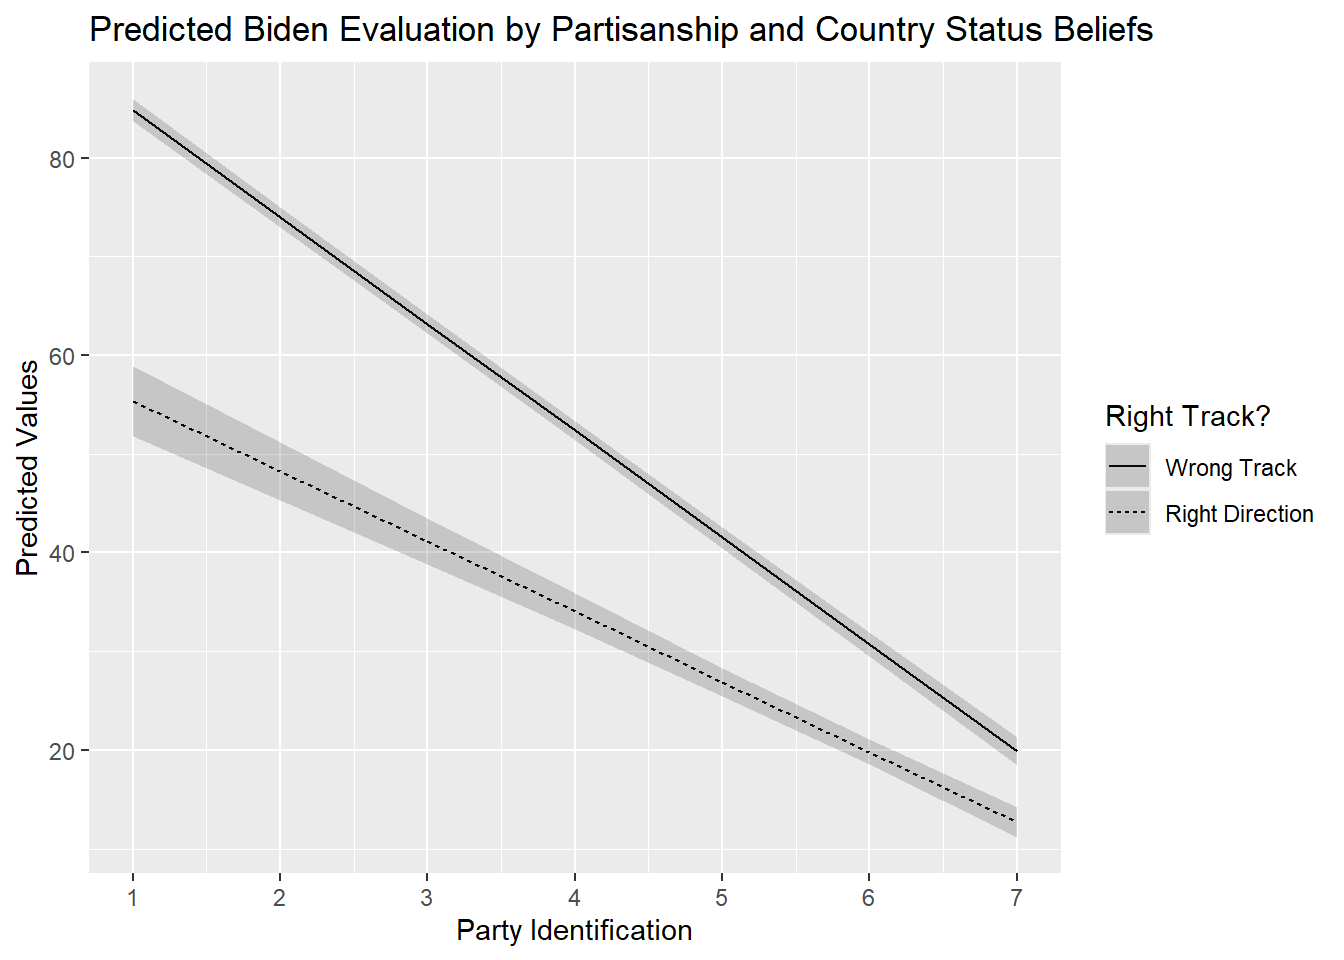 Predicted Biden Evaluation by Partisanship and Country Status Beliefs
Predicted Values
80
60
40
20
1 2 3 4 5 6 7
Party Identification
Right Track?
Wrong Track
Right Direction